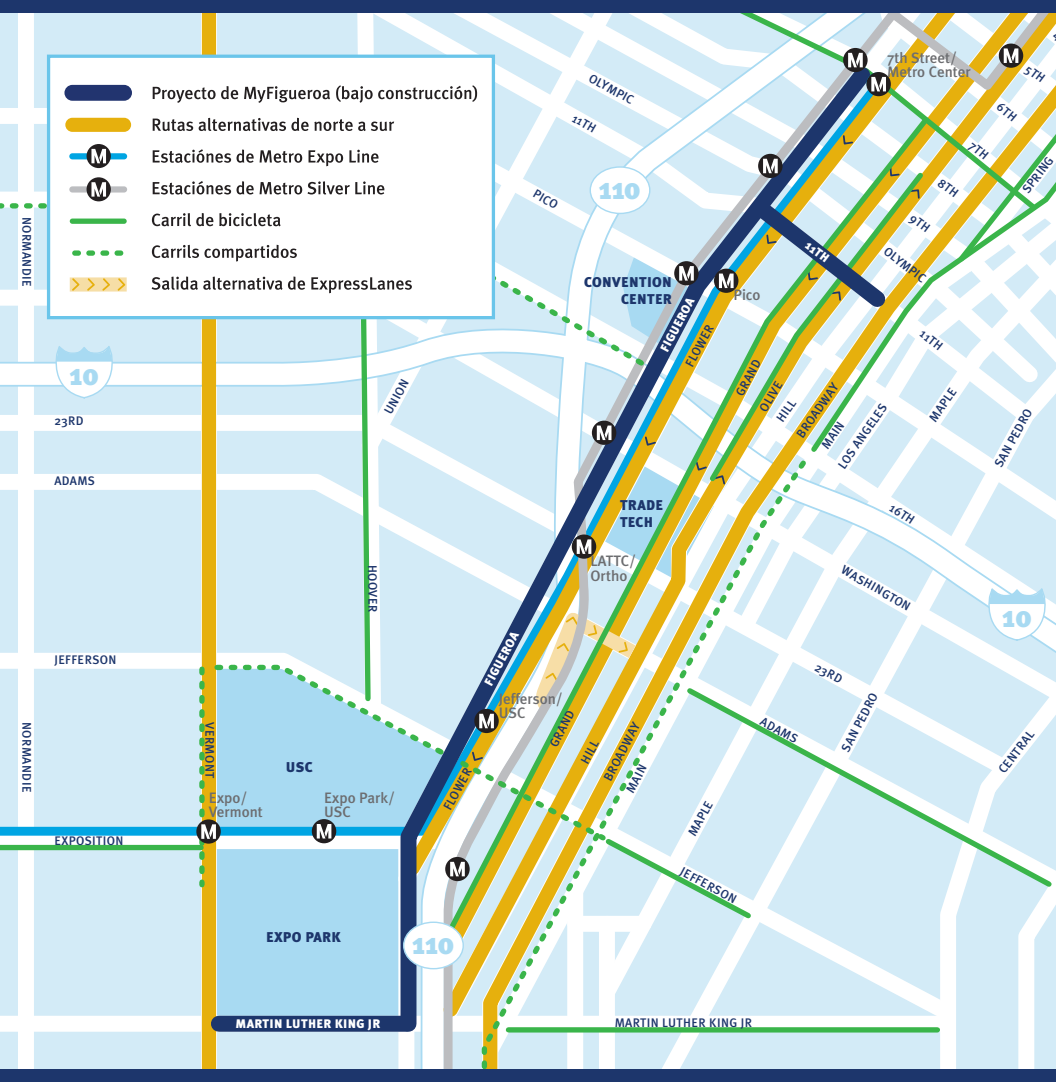 Proyecto de MyFigueroa (bajo construcción)
Rutas alternativas de norte a sur
M Estaciónes de Metro Expo Line
M Estaciónes de Metro Silver Line
Carril de bicicleta
Carrils compartidos
Salida alternativa de ExpressLanes
M
M
7th Street/
Metro Center
M
5TH
6TH
7TH
SPRING
8TH
9TH
OLYMPIC
OLYMPIC
11TH
PICO
110
M
11TH
NORMANDIE
CONVENTION
CENTER
M
M
Pico
FIGUEROA
FLOWER
11TH
10
UNION
GRAND
OLIVE
HILL
BROADWAY
MAIN
LOS ANGELES
MAPLE
SAN PEDRO
23RD
M
ADAMS
TRADE
TECH
16TH
M
LATTC/
Ortho
HOOVER
WASHINGTON
10
JEFFERSON
FIGUEROA
23RD
Jefferson/
USC
M
ADAMS
SAN PEDRO
CENTRAL
NORMANDIE
VERMONT
USC
FLOWER
GRAND
HILL
BROADWAY
MAIN
MAPLE
Expo/
Vermont
M
Expo Park/
USC
M
EXPOSITION
M
JEFFERSON
EXPO PARK
110
MARTIN LUTHER KING JR
MARTIN LUTHER KING JR